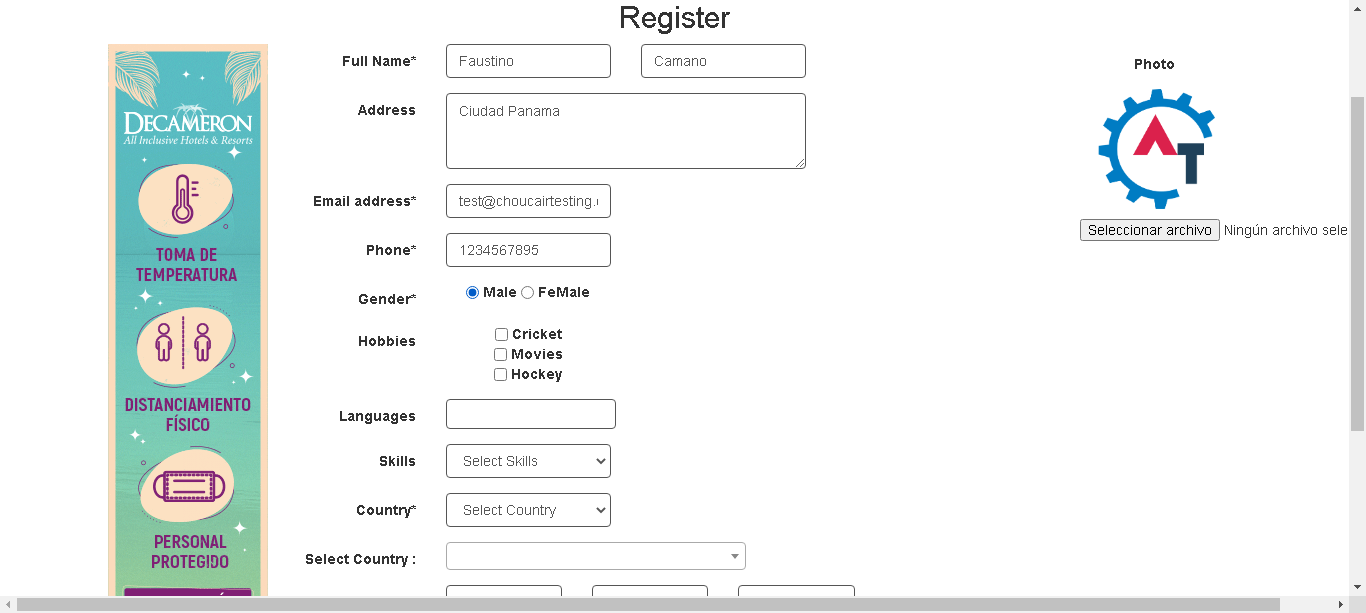 Register
Full Name*
Faustino
Camano
Photo
Address
Ciudad Panama
Seleccionar archivo
Ningún archivo sele
Email address*
test@choucairtesting.
Phone*
1234567895
Gender*
Male
FeMale
Hobbies
Cricket
Movies
Hockey
Languages
Skills
Select Skills
Country*
Select Country
Select Country :
DECAMERON
All Inclusive Hotels & Resorts
TOMA DE
TEMPERATURA
DISTANCIAMIENTO
FÍSICO
PERSONAL
PROTEGIDO
AT